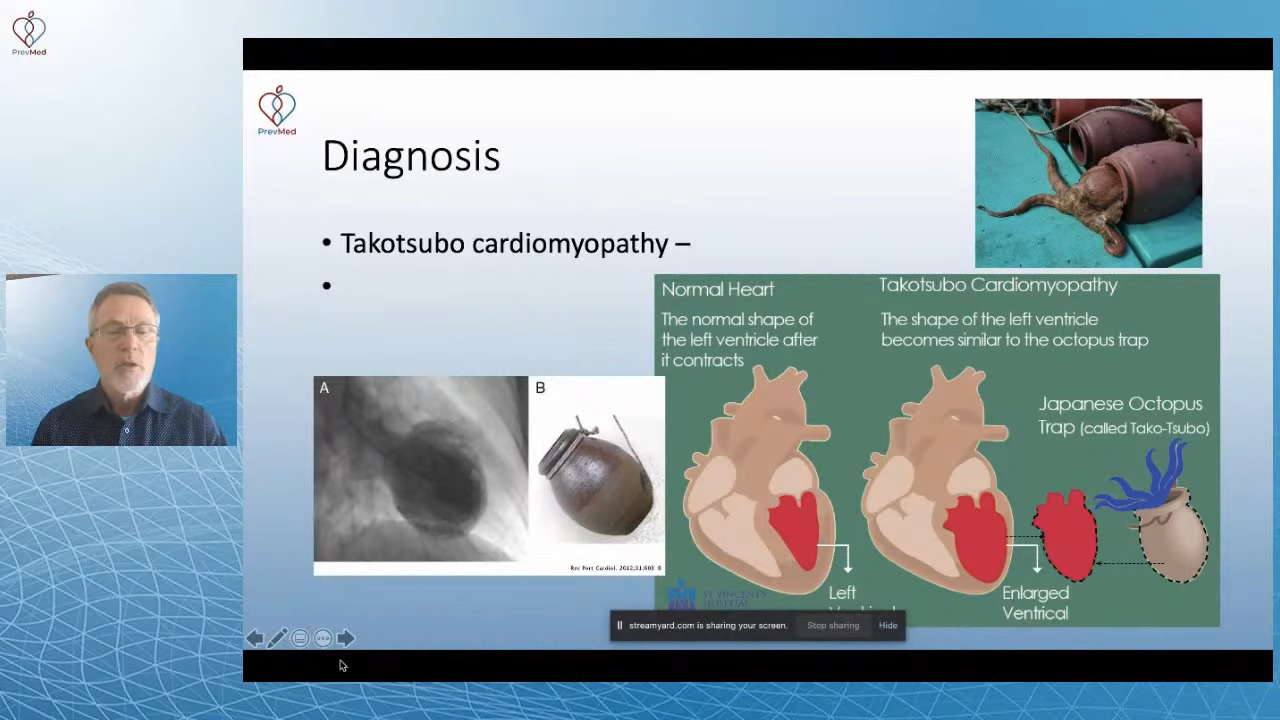 PrevMed
PrevMed
Diagnosis
• Takotsubo cardiomyopathy –
•
A
B
Rev Port Cardiol. 2012;31:603-8
Normal Heart
The normal shape of
the left ventricle after
it contracts
Takotsubo Cardiomyopathy
The shape of the left ventricle
becomes similar to the octopus trap
Japanese Octopus
Trap (called Tako-Tsubo)
Left
Enlarged
Ventrical
ST VINCENT'S
HOSPITAL
streamyard.com is sharing your screen.
Stop sharing
Hide